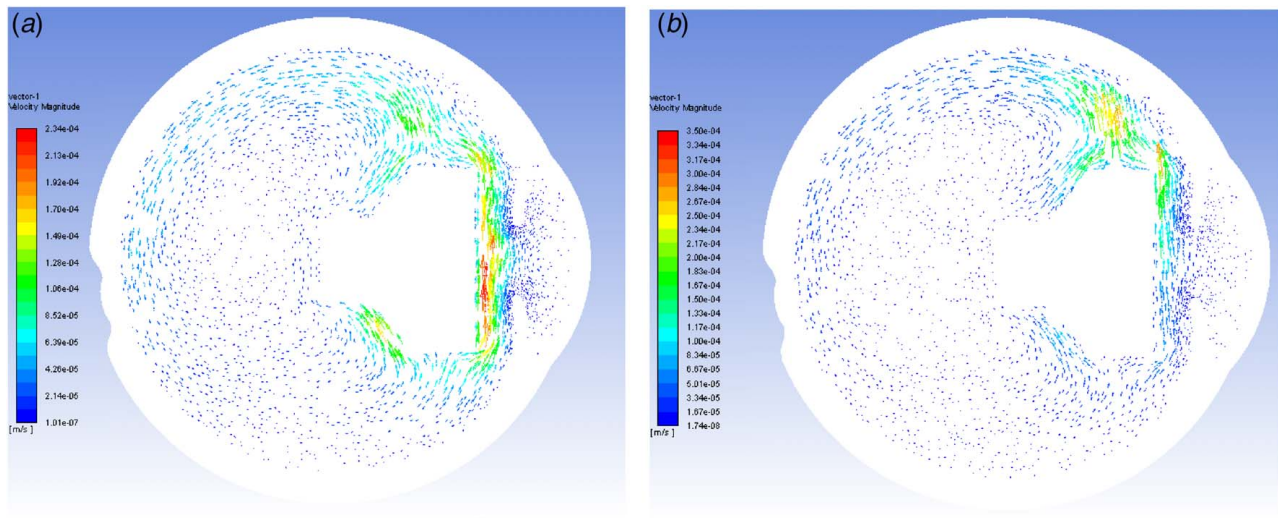 (a)
vector-1
Velocity Magnitude
2.34e-04
2.13e-04
1.92e-04
1.70e-04
1.49e-04
1.28e-04
1.06e-04
8.52e-05
6.39e-05
4.26e-05
2.14e-05
1.01e-07
[m/s ]
(b)
vector-1
Velocity Magnitude
3.50e-04
3.34e-04
3.17e-04
3.00e-04
2.84e-04
2.67e-04
2.50e-04
2.34e-04
2.17e-04
2.00e-04
1.83e-04
1.67e-04
1.50e-04
1.33e-04
1.17e-04
1.00e-04
8.34e-05
6.67e-05
5.01e-05
3.34e-05
1.67e-05
1.74e-08
[m/s ]